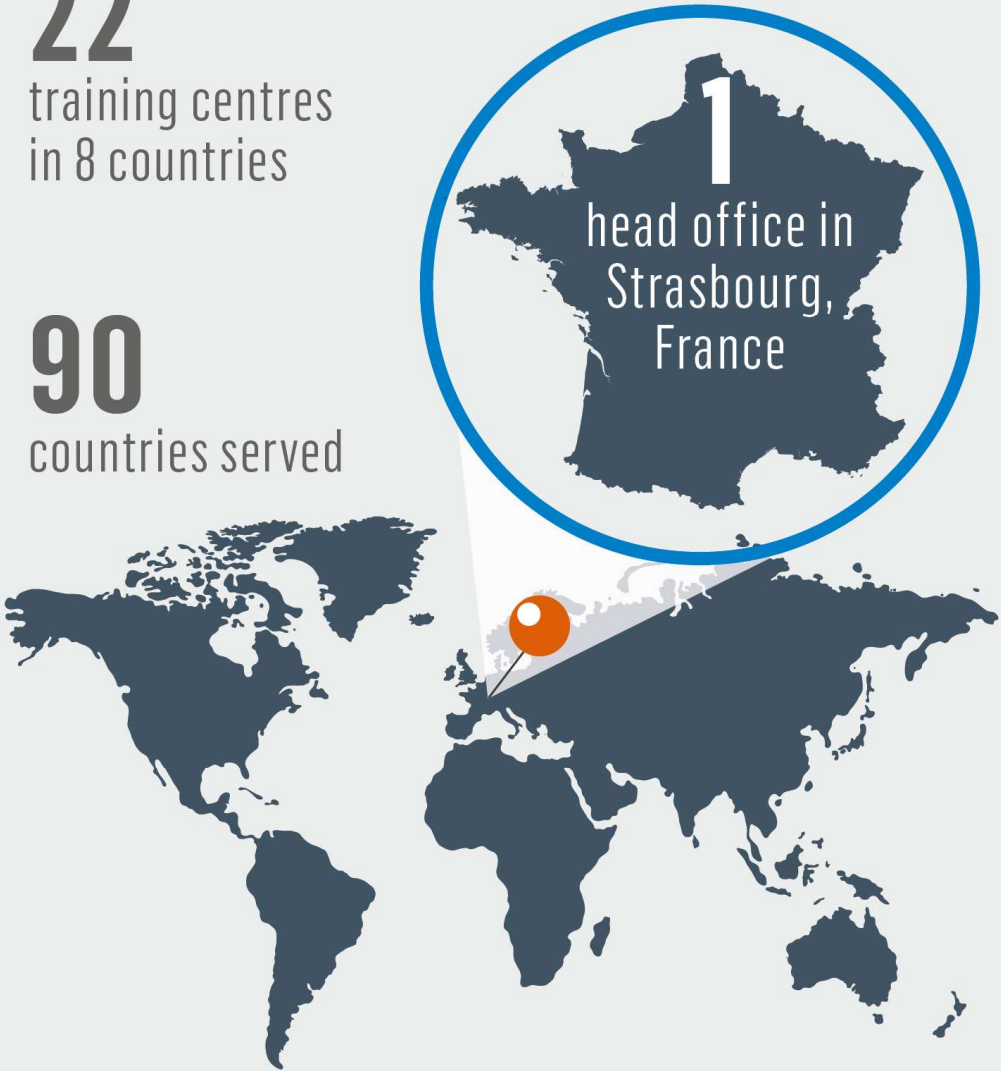 22
training centres
in 8 countries
1
head office in
Strasbourg,
France
90
countries served